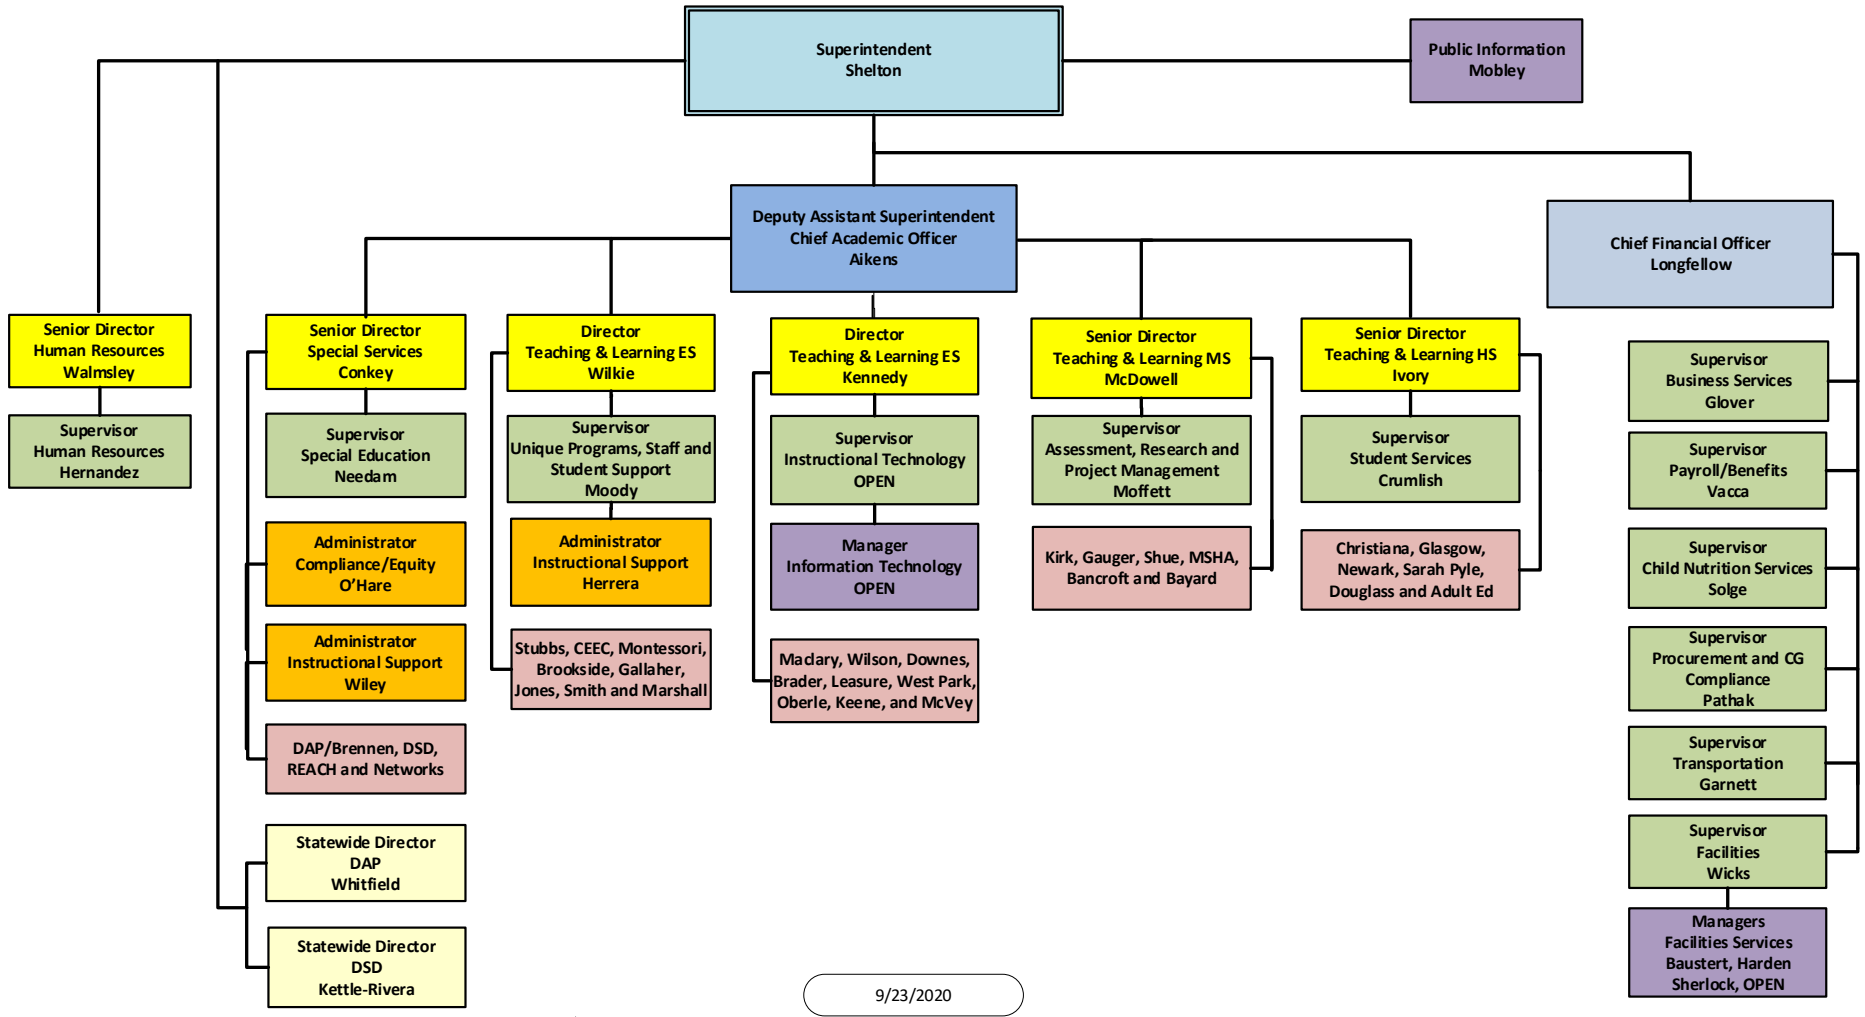 Superintendent
Shelton
Public Information
Mobley
Deputy Assistant Superintendent
Chief Academic Officer
Aikens
Chief Financial Officer
Longfellow
Senior Director
Human Resources
Walmsley
Supervisor
Human Resources
Hernandez
Senior Director
Special Services
Conkey
Supervisor
Special Education
Needam
Administrator
Compliance/Equity
O’Hare
Administrator
Instructional Support
Wiley
DAP/Brennen, DSD,
REACH and Networks
Statewide Director
DAP
Whitfield
Statewide Director
DSD
Kettle-Rivera
Director
Teaching & Learning ES
Wilkie
Supervisor
Unique Programs, Staff and
Student Support
Moody
Administrator
Instructional Support
Herrera
Stubbs, CEEC, Montessori,
Brookside, Gallaher,
Jones, Smith and Marshall
Director
Teaching & Learning ES
Kennedy
Supervisor
Instructional Technology
OPEN
Manager
Information Technology
OPEN
Maclary, Wilson, Downes,
Brader, Leasure, West Park,
Oberle, Keene, and McVey
Senior Director
Teaching & Learning MS
McDowell
Supervisor
Assessment, Research and
Project Management
Moffett
Kirk, Gauger, Shue, MSHA,
Bancroft and Bayard
Senior Director
Teaching & Learning HS
Ivory
Supervisor
Student Services
Crumlish
Christiana, Glasgow,
Newark, Sarah Pyle,
Douglass and Adult Ed
Supervisor
Business Services
Glover
Supervisor
Payroll/Benefits
Vacca
Supervisor
Child Nutrition Services
Solge
Supervisor
Procurement and CG
Compliance
Pathak
Supervisor
Transportation
Garnett
Supervisor
Facilities
Wicks
Managers
Facilities Services
Baustert, Harden
Sherlock, OPEN
9/23/2020